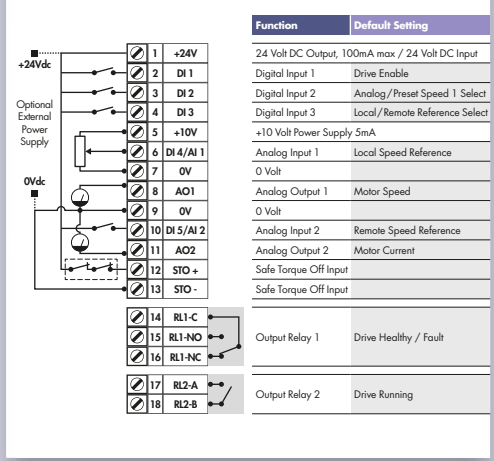 Function Default Setting
+24Vdc
Optional
External
Power
Supply
0Vdc
1 +24V 24 Volt DC Output, 100mA max / 24 Volt DC Input
2 DI 1 Digital Input 1 Drive Enable
3 DI 2 Digital Input 2 Analog/Preset Speed 1 Select
4 DI 3 Digital Input 3 Local/Remote Reference Select
5 +10V +10 Volt Power Supply 5mA
6 DI 4/AI 1 Analog Input 1 Local Speed Reference
7 0V 0 Volt
8 AO1 Analog Output 1 Motor Speed
9 0V 0 Volt
10 DI 5/AI 2 Analog Input 2 Remote Speed Reference
11 AO2 Analog Output 2 Motor Current
12 STO + Safe Torque Off Input
13 STO - Safe Torque Off Input
14 RL1-C
15 RL1-NO Output Relay 1 Drive Healthy / Fault
16 RL1-NC
17 RL2-A
Output Relay 2 Drive Running
18 RL2-B